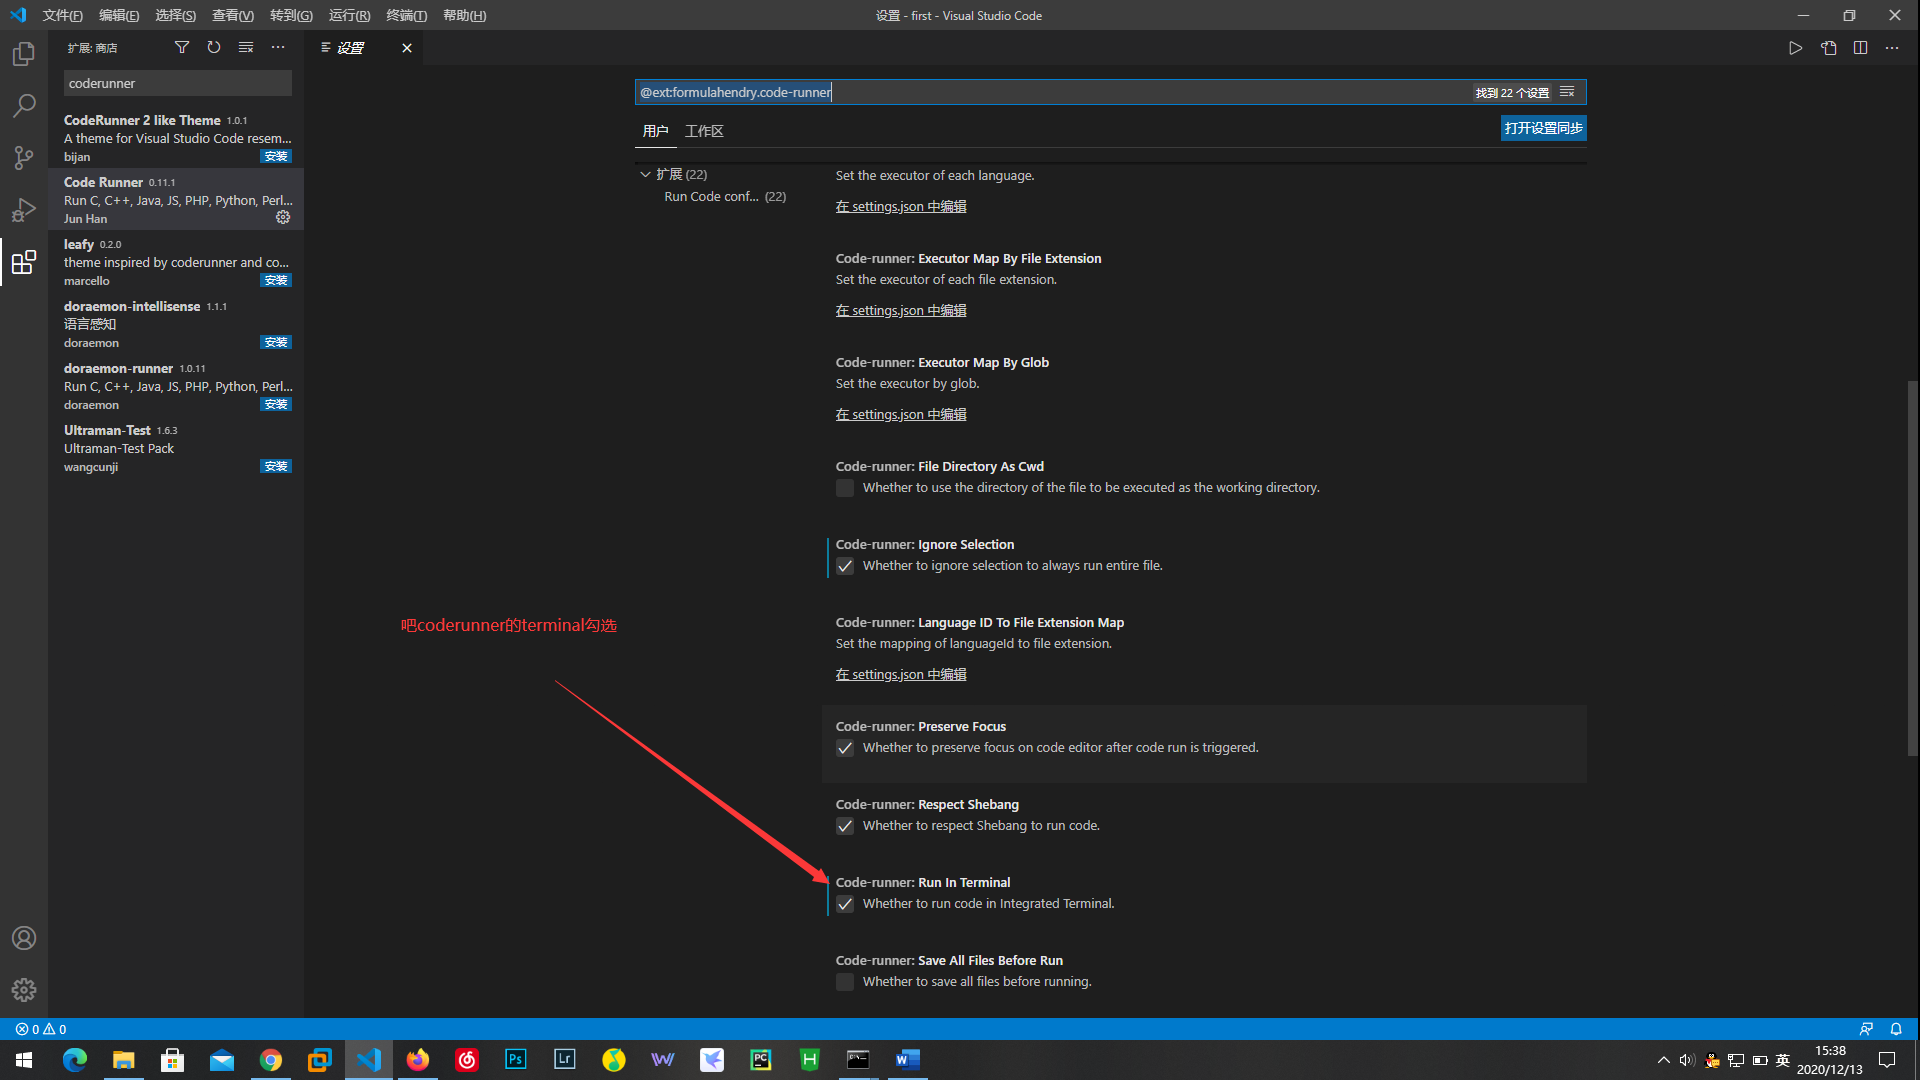 文件(F) 编辑(E) 选择(S) 查看(V) 转到(G) 运行(R) 终端(T) 帮助(H)
设置 - first - Visual Studio Code
扩展: 商店
coderunner
CodeRunner 2 like Theme 1.0.1
A theme for Visual Studio Code resem...
bijan 安装
Code Runner 0.11.1
Run C, C++, Java, JS, PHP, Python, Perl...
Jun Han
leafy 0.2.0
theme inspired by coderunner and co...
marcello 安装
doraemon-intellisense 1.1.1
语言感知
doraemon 安装
doraemon-runner 1.0.11
Run C, C++, Java, JS, PHP, Python, Perl...
doraemon 安装
Ultraman-Test 1.6.3
Ultraman-Test Pack
wangcunji 安装
设置
@ext:formulahendry.code-runner
找到 22 个设置
用户 工作区
打开设置同步
扩展 (22)
Run Code conf... (22)
Set the executor of each language.
在 settings.json 中编辑
Code-runner: Executor Map By File Extension
Set the executor of each file extension.
在 settings.json 中编辑
Code-runner: Executor Map By Glob
Set the executor by glob.
在 settings.json 中编辑
Code-runner: File Directory As Cwd
Whether to use the directory of the file to be executed as the working directory.
Code-runner: Ignore Selection
Whether to ignore selection to always run entire file.
吧coderunner的terminal勾选
Code-runner: Language ID To File Extension Map
Set the mapping of languageId to file extension.
在 settings.json 中编辑
Code-runner: Preserve Focus
Whether to preserve focus on code editor after code run is triggered.
Code-runner: Respect Shebang
Whether to respect Shebang to run code.
Code-runner: Run In Terminal
Whether to run code in Integrated Terminal.
Code-runner: Save All Files Before Run
Whether to save all files before running.
0 0
Ps
Lr
PC
H
W
英
15:38
2020/12/13